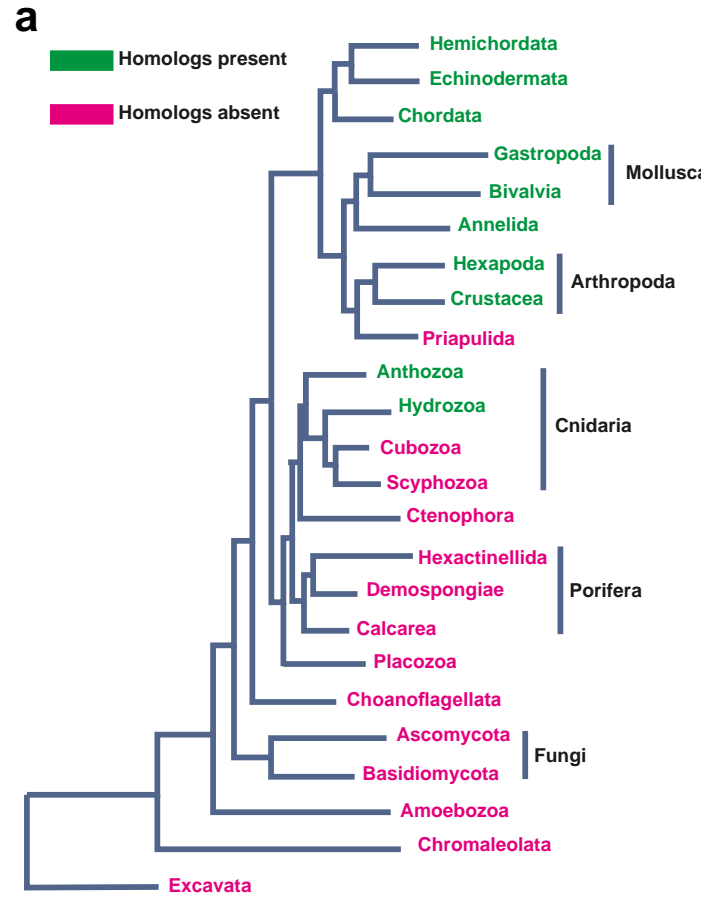 a
Homologs present
Homologs absent
Hemichordata
Echinodermata
Chordata
Gastropoda
Bivalvia
Mollusca
Annelida
Hexapoda
Crustacea
Arthropoda
Priapulida
Anthozoa
Hydrozoa
Cubozoa
Scyphozoa
Cnidaria
Ctenophora
Hexactinellida
Demospongiae
Calcarea
Porifera
Placozoa
Choanoflagellata
Ascomycota
Basidiomycota
Fungi
Amoebozoa
Chromaleolata
Excavata